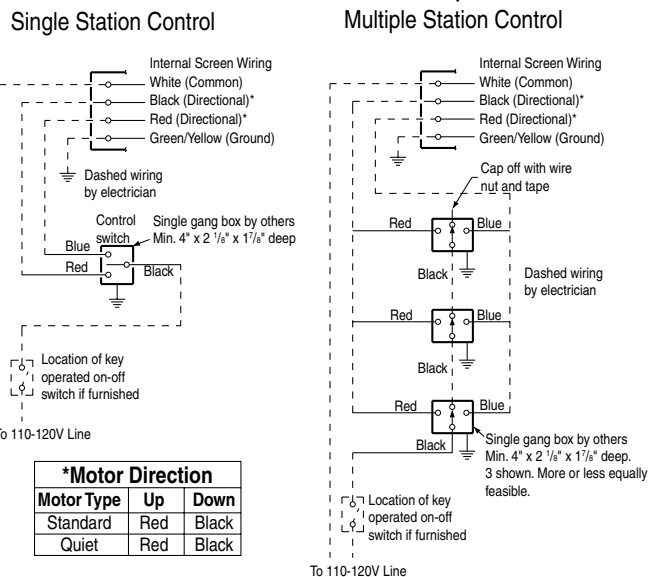 Single Station Control
Internal Screen Wiring
White (Common)
Black (Directional)*
Red (Directional)*
Green/Yellow (Ground)
Dashed wiring
by electrician
Control
switch
Single gang box by others
Min. 4" x 2 1/8" x 17/8" deep
Blue
Red
Black
Location of key
operated on-off
switch if furnished
To 110-120V Line
*Motor Direction
Motor Type Up Down
Standard Red Black
Quiet Red Black
Multiple Station Control
Internal Screen Wiring
White (Common)
Black (Directional)*
Red (Directional)*
Green/Yellow (Ground)
Cap off with wire
nut and tape
Red Blue
Black
Dashed wiring
by electrician
Red Blue
Black
Red Blue
Black
Single gang box by others
Min. 4" x 2 1/8" x 17/8" deep.
3 shown. More or less equally
feasible.
Location of key
operated on-off
switch if furnished
To 110-120V Line